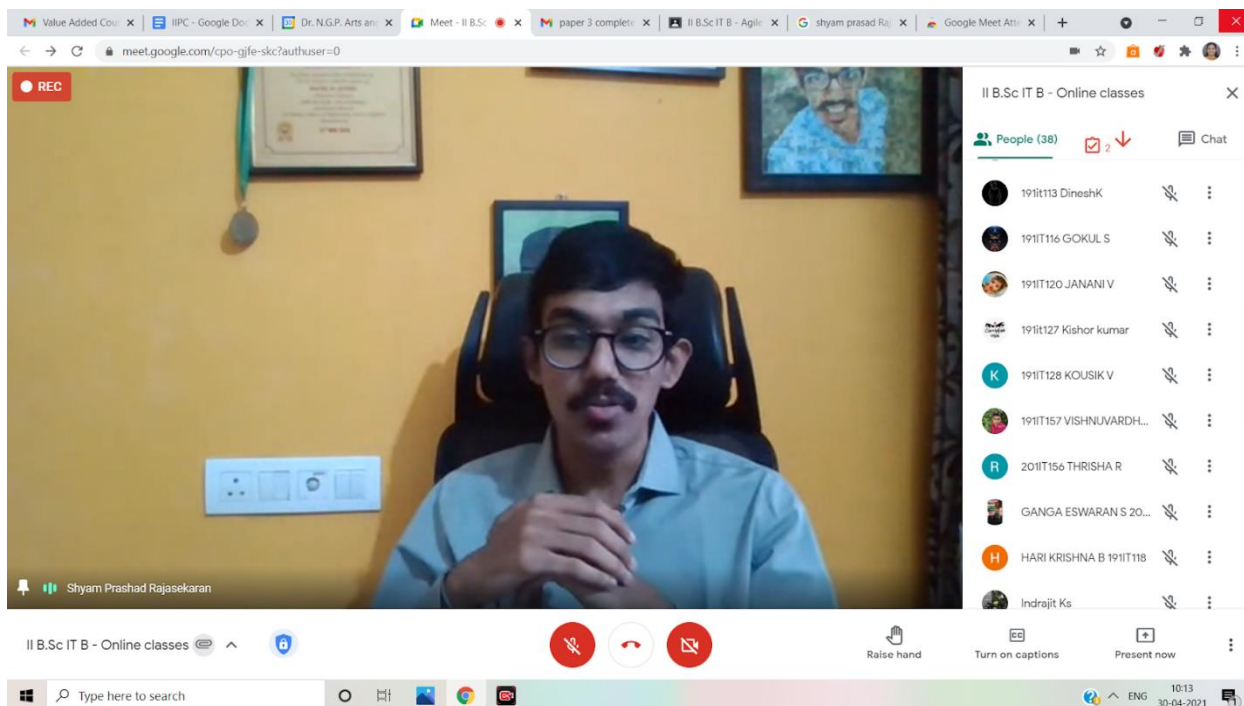 Value Added Cou
IIPC - Google Doc
Dr. N.G.P. Arts an
Meet - II B.Sc
paper 3 complete
II B.Sc IT B - Agile
shyam prasad Raj
Google Meet Atte
meet.google.com/cpo-gjfe-skc?authuser=0
REC
II B.Sc IT B - Online classes
People (38)
2
Chat
191it113 DineshK
191IT116 GOKUL S
191IT120 JANANI V
191it127 Kishor kumar
K
191IT128 KOUSIK V
191IT157 VISHNUVARDH...
R
201IT156 THRISHA R
GANGA ESWARAN S 20...
H
HARI KRISHNA B 191IT118
Indrajit Ks
Shyam Prashad Rajasekaran
II B.Sc IT B - Online classes
Raise hand
CC
Turn on captions
Present now
Type here to search
ENG
10:13
30-04-2021